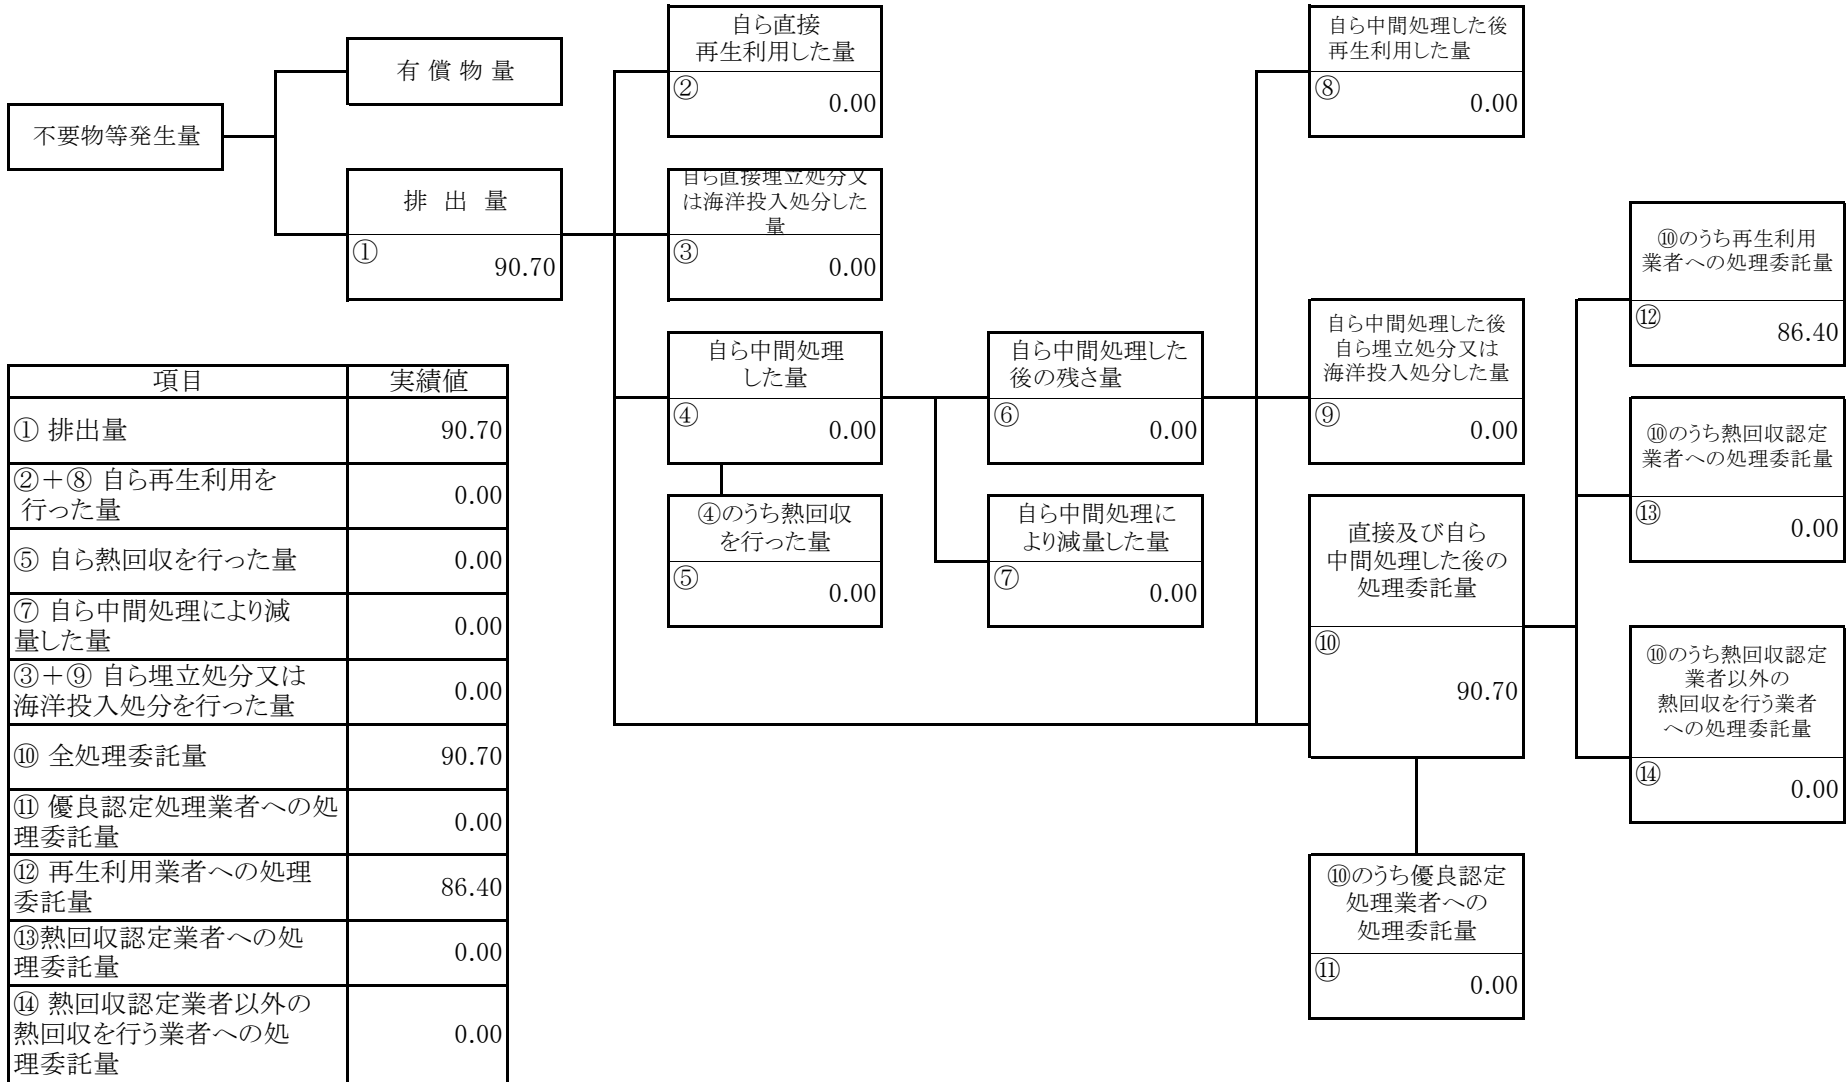 不要物等発生量
有 償 物 量
排 出 量
①
90.70
自ら直接
再生利用した量
②
0.00
自ら直接埋立処分又
は海洋投入処分した
量
③
0.00
自ら中間処理
した量
④
0.00
④のうち熱回収
を行った量
⑤
0.00
自ら中間処理した
後の残さ量
⑥
0.00
自ら中間処理に
より減量した量
⑦
0.00
自ら中間処理した後
再生利用した量
⑧
0.00
自ら中間処理した後
自ら埋立処分又は
海洋投入処分した量
⑨
0.00
直接及び自ら
中間処理した後の
処理委託量
⑩
90.70
⑩のうち優良認定
処理業者への
処理委託量
⑪
0.00
⑩のうち再生利用
業者への処理委託量
⑫
86.40
⑩のうち熱回収認定
業者への処理委託量
⑬
0.00
⑩のうち熱回収認定
業者以外の
熱回収を行う業者
への処理委託量
⑭
0.00
項目 実績値
① 排出量 90.70
②+⑧ 自ら再生利用を
行った量
0.00
⑤ 自ら熱回収を行った量 0.00
⑦ 自ら中間処理により減
量した量
0.00
③+⑨ 自ら埋立処分又は
海洋投入処分を行った量
0.00
⑩ 全処理委託量 90.70
⑪ 優良認定処理業者への処
理委託量
0.00
⑫ 再生利用業者への処理
委託量
86.40
⑬熱回収認定業者への処
理委託量
0.00
⑭ 熱回収認定業者以外の
熱回収を行う業者への処
理委託量
0.00